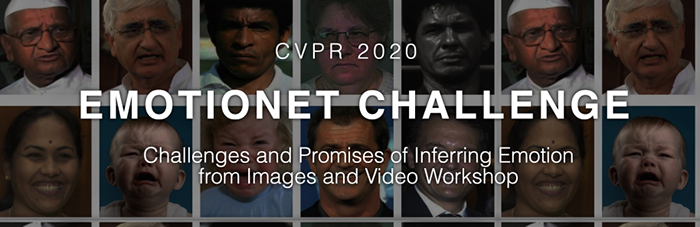 CVPR 2020
EMOTIONET CHALLENGE
Challenges and Promises of Inferring Emotion
from Images and Video Workshop